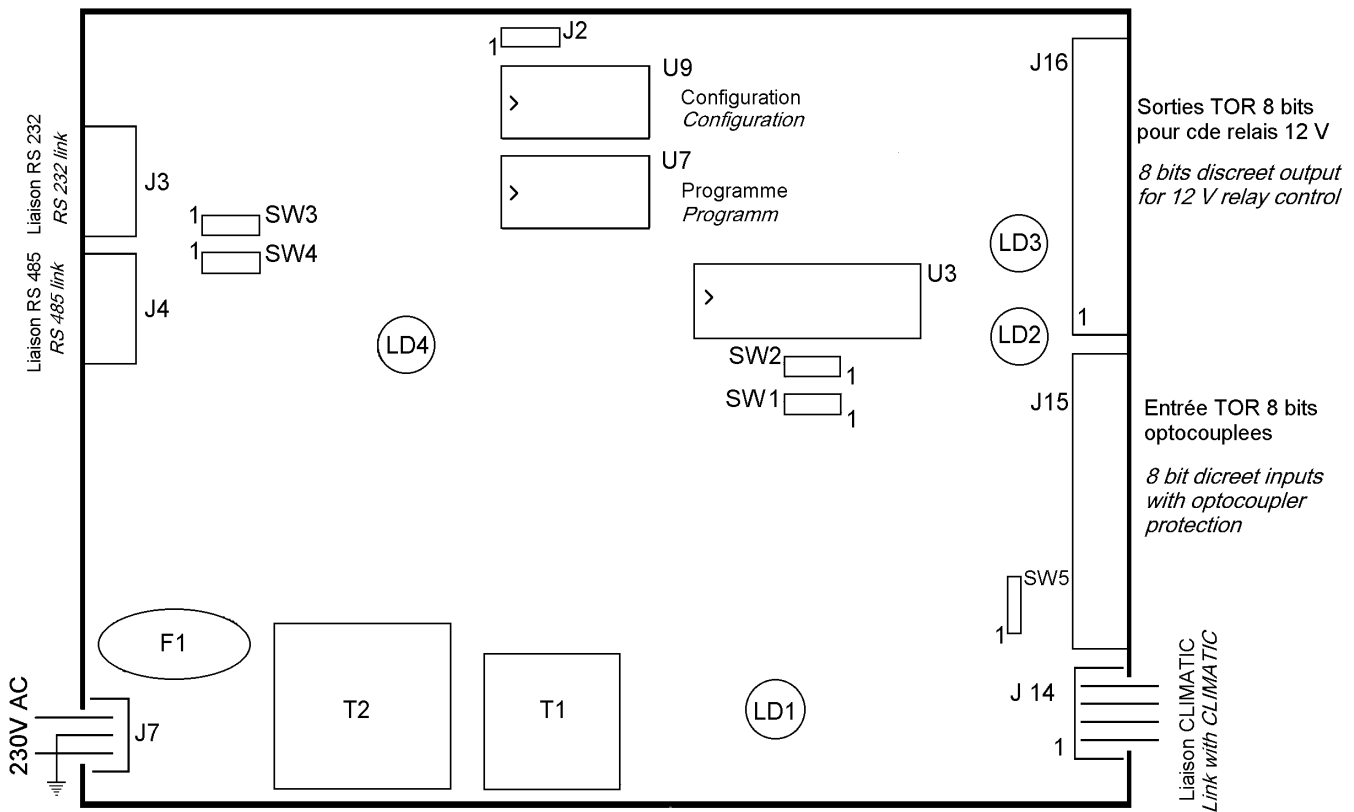 J2
1
U9
Configuration
Configuration
U7
Programme
Programm
J16
Sorties TOR 8 bits
pour cde relais 12 V
8 bits discreet output
for 12 V relay control
1
Liaison RS 232
RS 232 link
J3
1
SW3
1
SW4
Liaison RS 485
RS 485 link
J4
LD4
LD3
LD2
U3
SW2
1
SW1
1
J15
Entrée TOR 8 bits
optocouplees
8 bit dicreet inputs
with optocoupler
protection
SW5
1
F1
T2
T1
LD1
230V AC
J7
J 14
1
Liaison CLIMATIC
Link with CLIMATIC